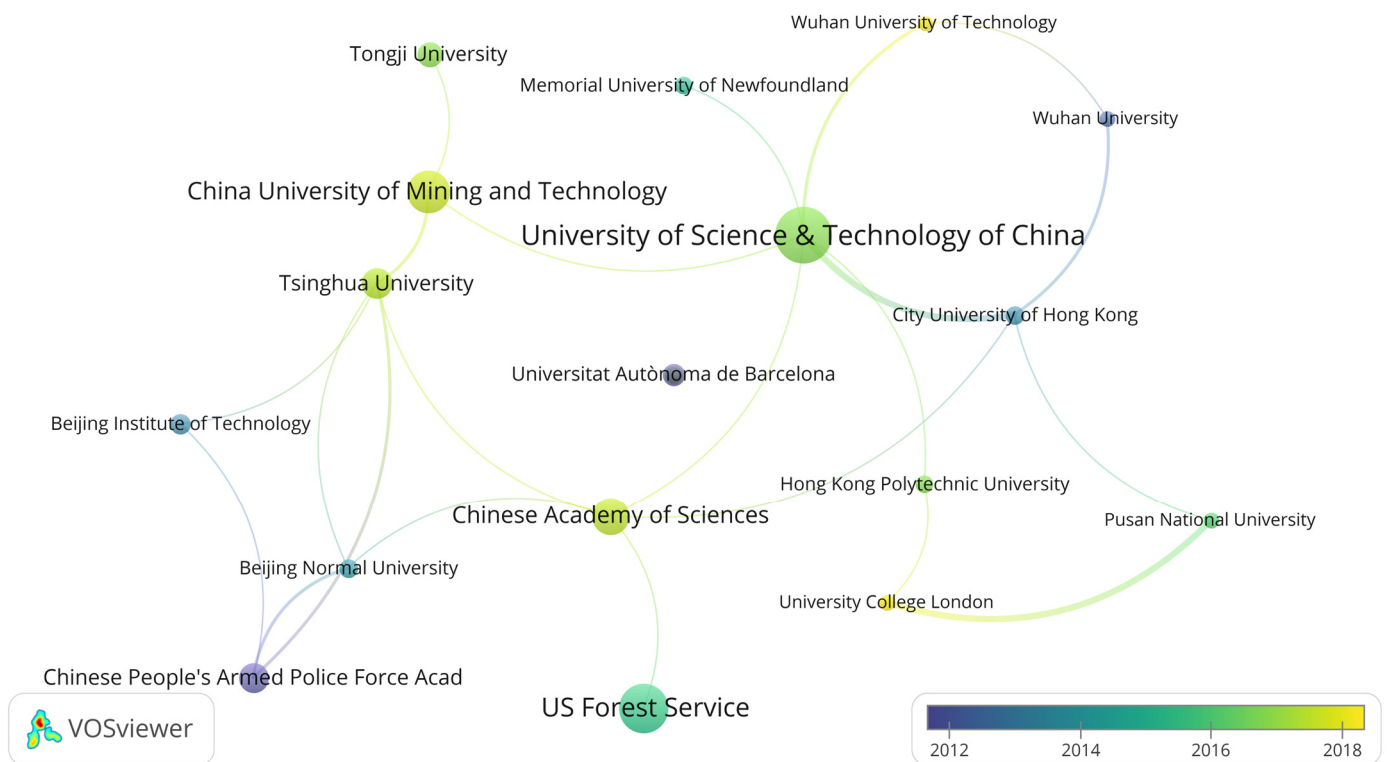 Wuhan University of Technology
Tongji University
Memorial University of Newfoundland
Wuhan University
China University of Mining and Technology
University of Science & Technology of China
Tsinghua University
City University of Hong Kong
Universitat Autònoma de Barcelona
Beijing Institute of Technology
Hong Kong Polytechnic University
Chinese Academy of Sciences
Pusan National University
Beijing Normal University
University College London
Chinese People's Armed Police Force Acad
US Forest Service
VOSviewer
2012 2014 2016 2018